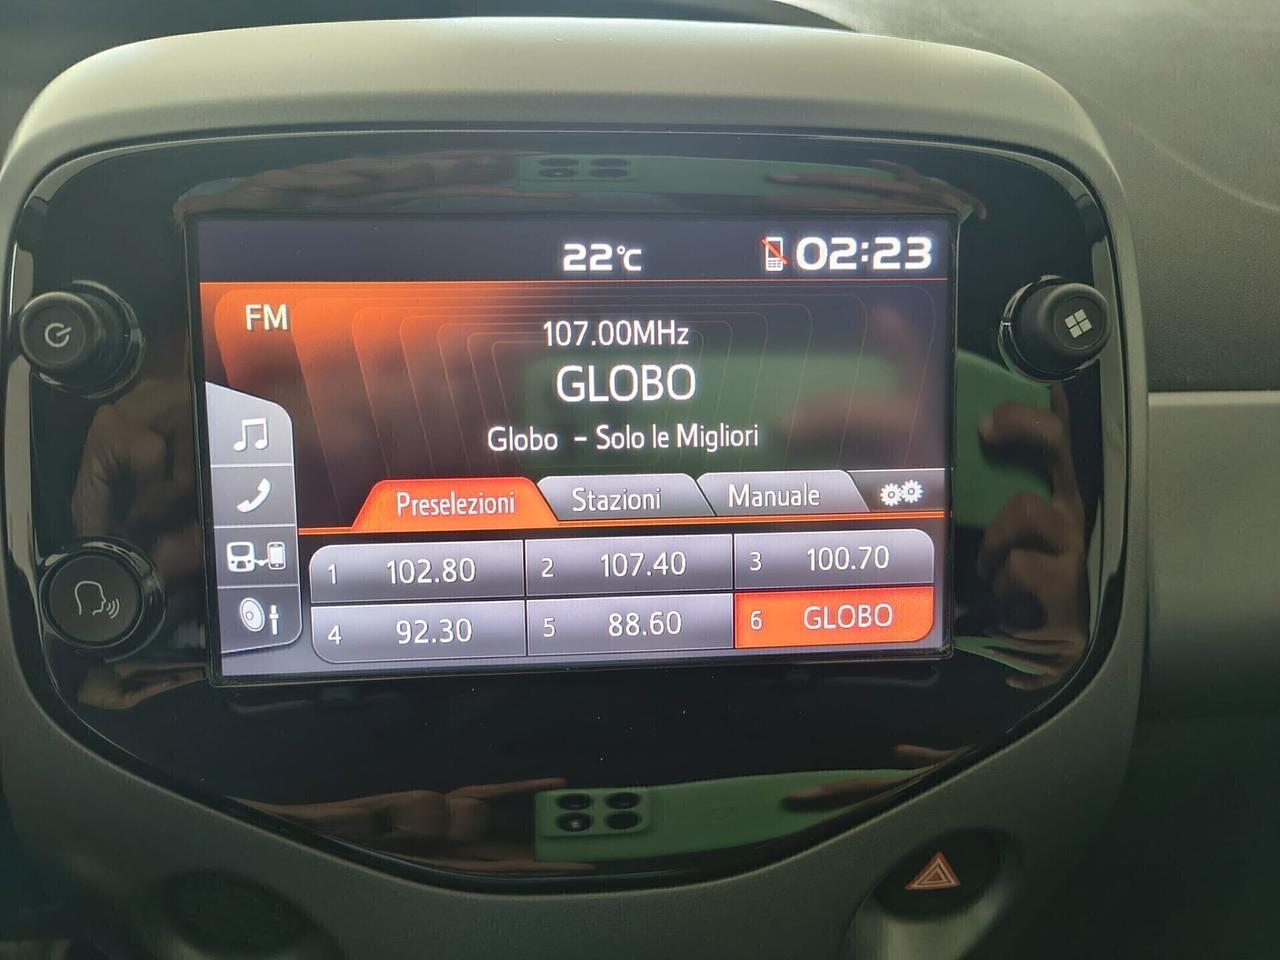 22°C 02:23
FM
107.00MHz
GLOBO
Globo - Solo le Migliori
Preselezioni Stazioni Manuale
1 102.80 2 107.40 3 100.70
4 92.30 5 88.60 6 GLOBO